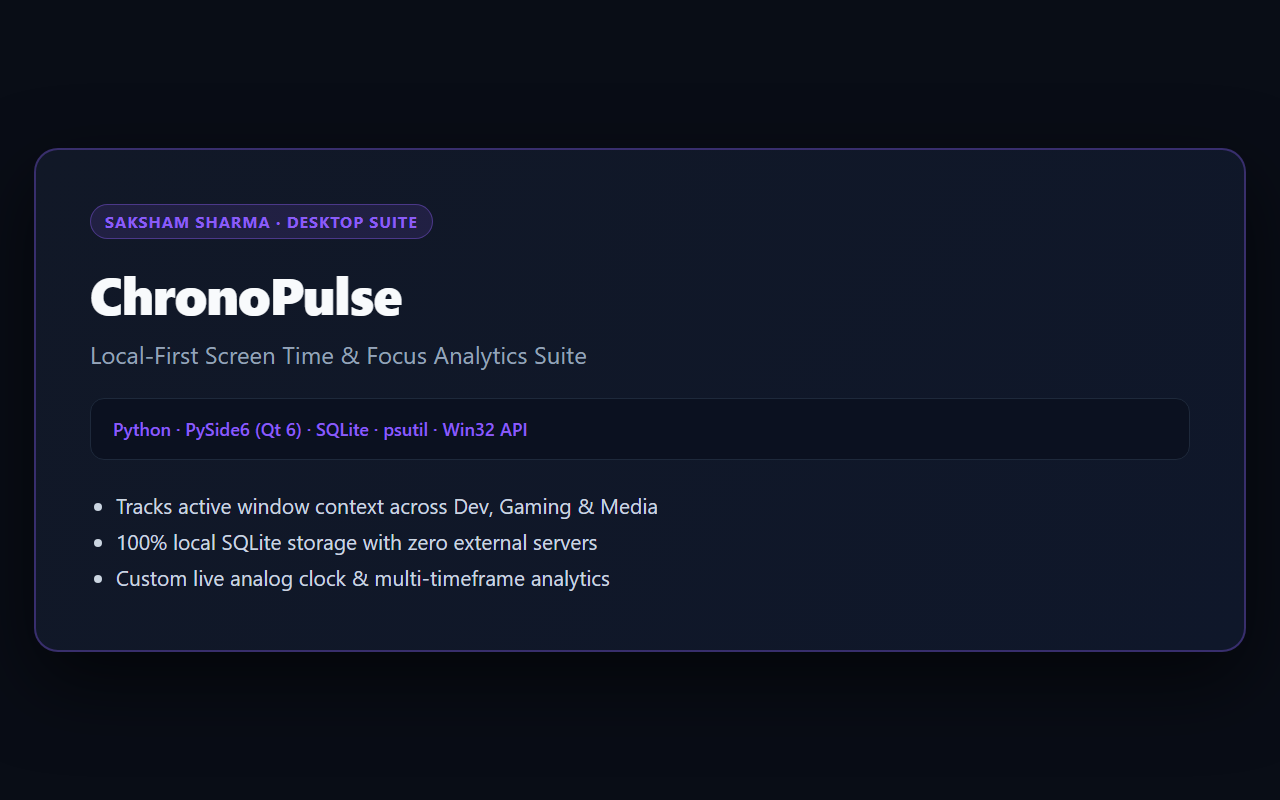 SAKSHAM SHARMA · DESKTOP SUITE
ChronoPulse
Local-First Screen Time & Focus Analytics Suite
Python · PySide6 (Qt 6) · SQLite · psutil · Win32 API
Tracks active window context across Dev, Gaming & Media
100% local SQLite storage with zero external servers
Custom live analog clock & multi-timeframe analytics